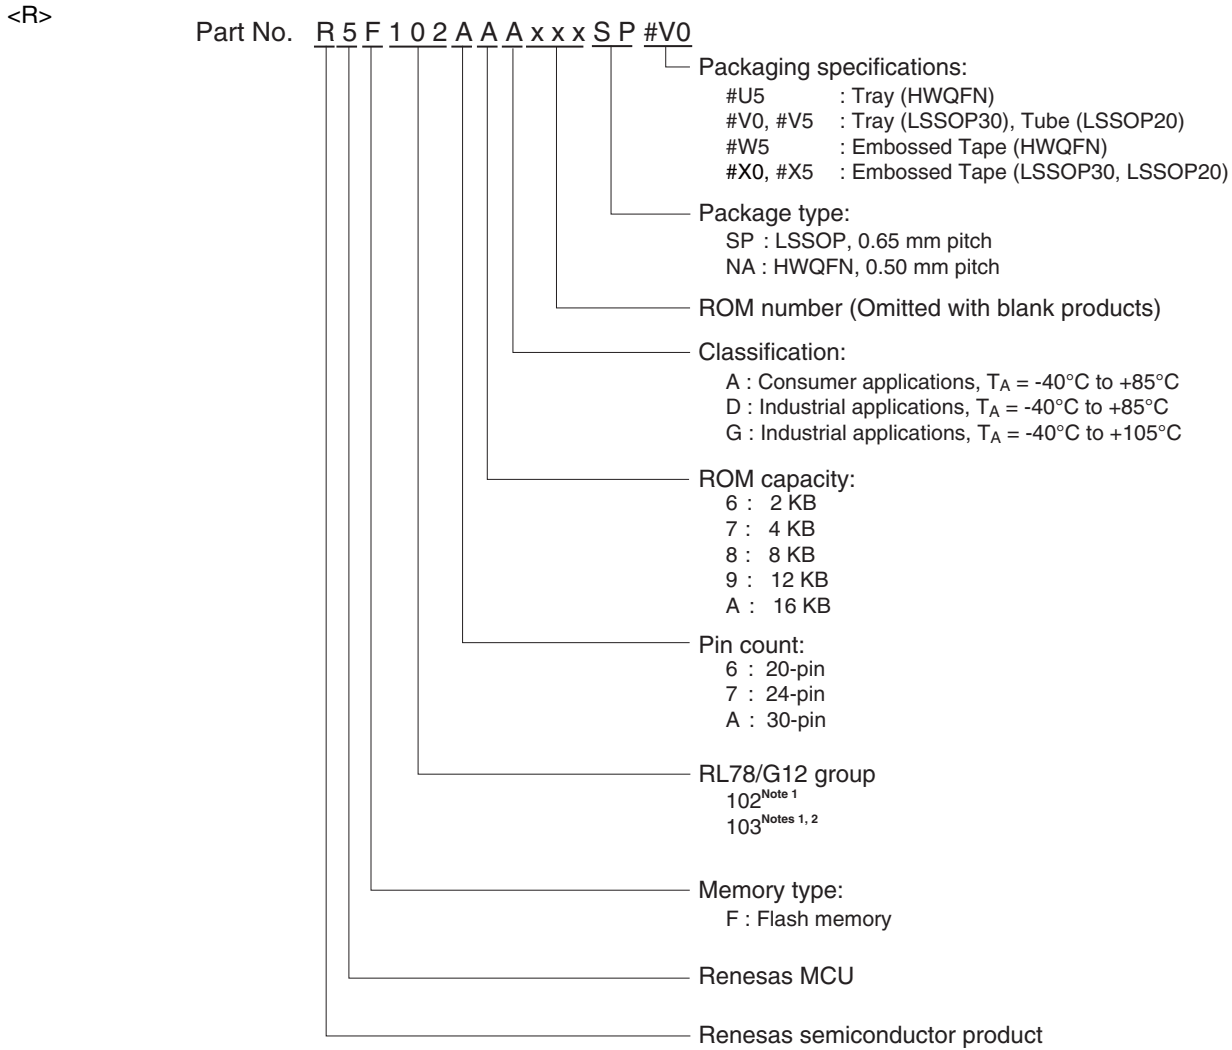 <R>
Part No. R 5 F 1 0 2 A A A x x x S P #V0
Packaging specifications:
#U5 : Tray (HWQFN)
#V0, #V5 : Tray (LSSOP30), Tube (LSSOP20)
#W5 : Embossed Tape (HWQFN)
#X0, #X5 : Embossed Tape (LSSOP30, LSSOP20)
Package type:
SP : LSSOP, 0.65 mm pitch
NA : HWQFN, 0.50 mm pitch
ROM number (Omitted with blank products)
Classification:
A : Consumer applications, TA = -40°C to +85°C
D : Industrial applications, TA = -40°C to +85°C
G : Industrial applications, TA = -40°C to +105°C
ROM capacity:
6 : 2 KB
7 : 4 KB
8 : 8 KB
9 : 12 KB
A : 16 KB
Pin count:
6 : 20-pin
7 : 24-pin
A : 30-pin
RL78/G12 group
102Note 1
103Notes 1, 2
Memory type:
F : Flash memory
Renesas MCU
Renesas semiconductor product